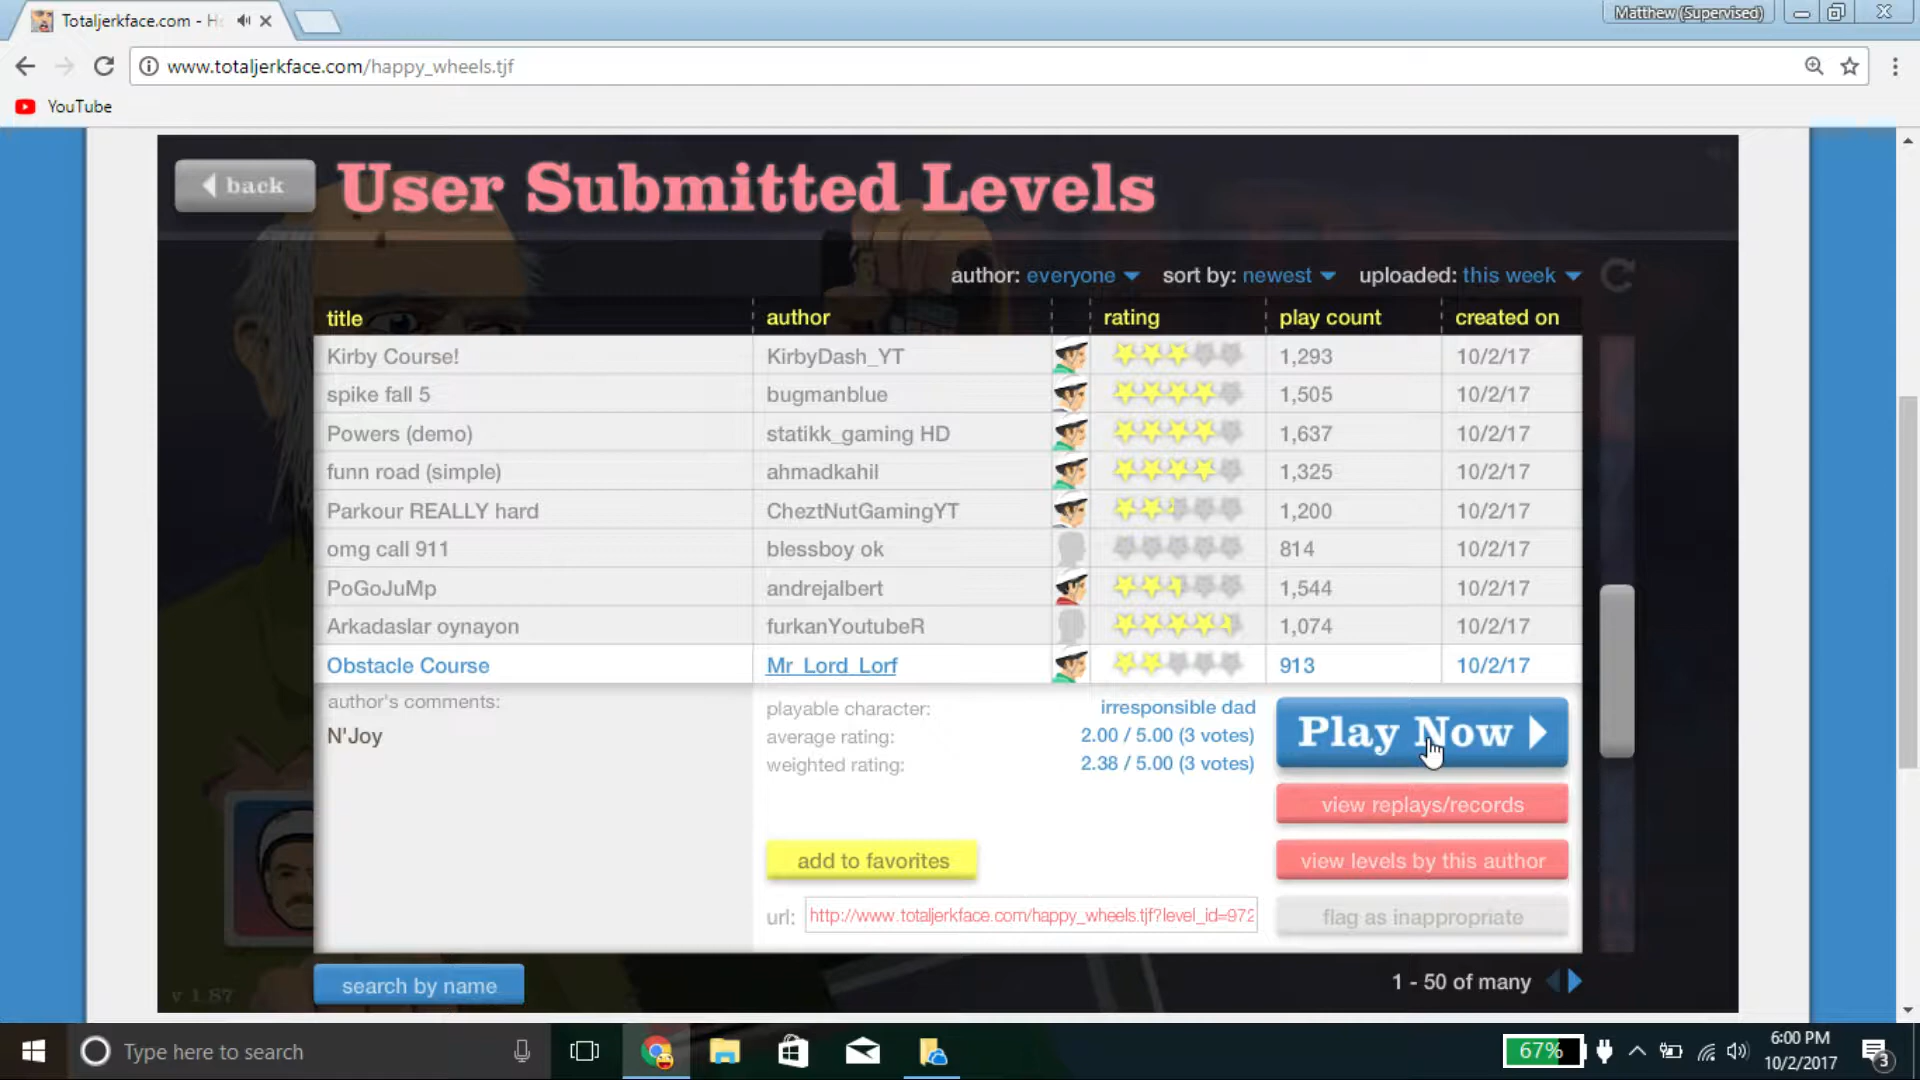 Totaljerkface.com - H
Matthew (Supervised)
www.totaljerkface.com/happy_wheels.tjf
YouTube
back
User Submitted Levels
author: everyone sort by: newest uploaded: this week
title author rating play count created on
Kirby Course! KirbyDash_YT 1,293 10/2/17
spike fall 5 bugmanblue 1,505 10/2/17
Powers (demo) statikk_gaming HD 1,637 10/2/17
funn road (simple) ahmadkahil 1,325 10/2/17
Parkour REALLY hard CheztNutGamingYT 1,200 10/2/17
omg call 911 blessboy ok 814 10/2/17
PoGoJuMp andrejalbert 1,544 10/2/17
Arkadaslar oynayon furkanYoutubeR 1,074 10/2/17
Obstacle Course Mr_Lord_Lorf 913 10/2/17
author's comments:
N'Joy
playable character: irresponsible dad
average rating: 2.00 / 5.00 (3 votes)
weighted rating: 2.38 / 5.00 (3 votes)
Play Now
view replays/records
add to favorites
view levels by this author
url: http://www.totaljerkface.com/happy_wheels.tjf?level_id=972
flag as inappropriate
v 1.87
search by name
1 - 50 of many
Type here to search
67%
6:00 PM
10/2/2017
3